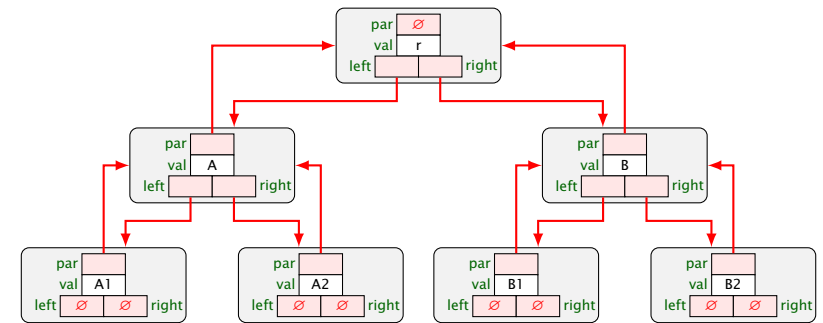 par ∅
val r
left right
par par
val A val B
left right left right
par par par par
val A1 val A2 val B1 val B2
left ∅ ∅ right left ∅ ∅ right left ∅ ∅ right left ∅ ∅ right